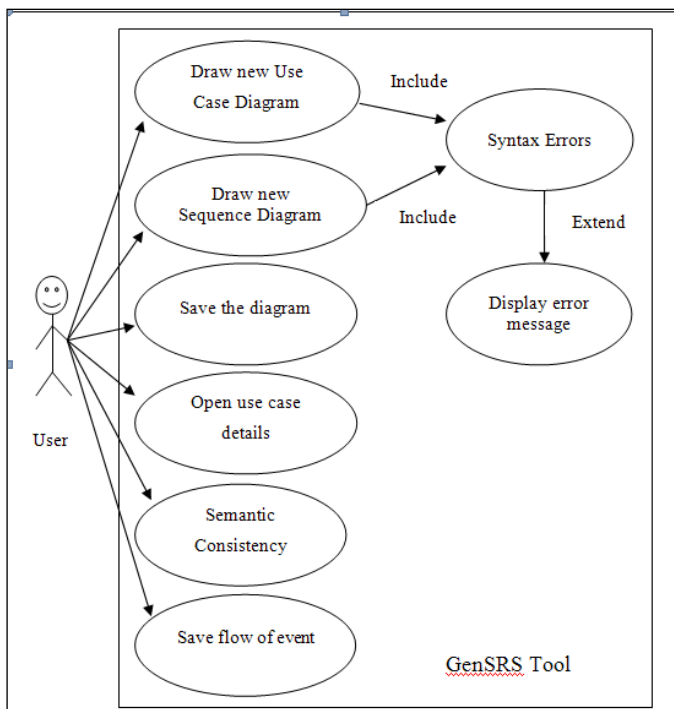 Draw new Use
Case Diagram
Include
Syntax Errors
Draw new
Sequence Diagram
Include
Extend
Save the diagram
Display error
message
Open use case
details
User
Semantic
Consistency
Save flow of event
GenSRS Tool